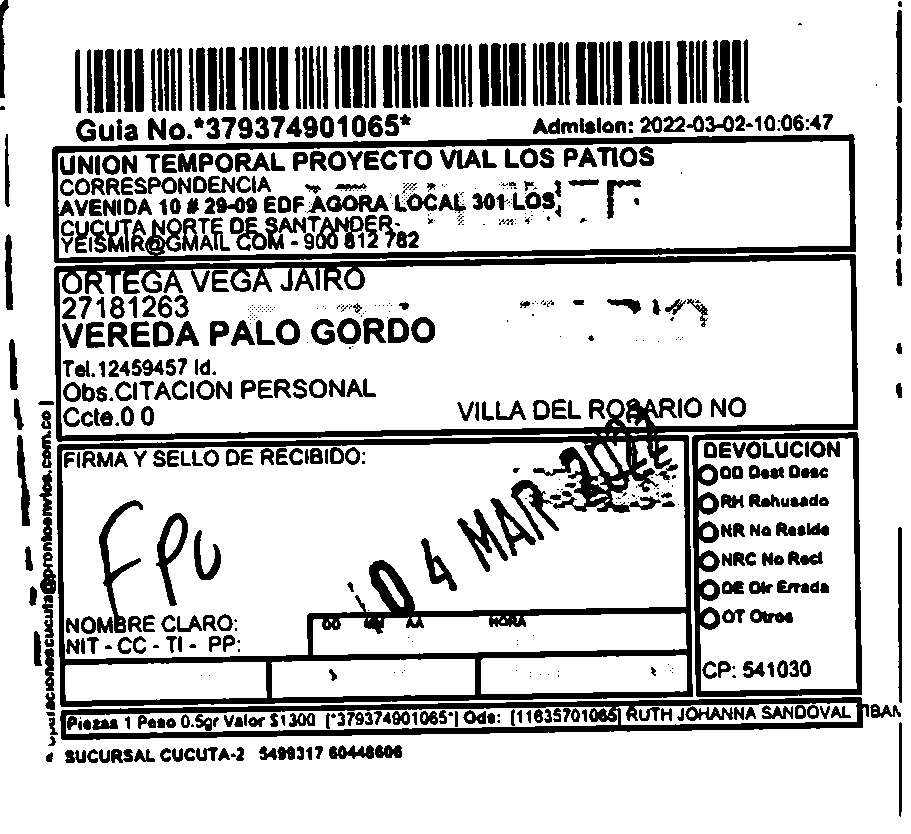 Guia No.*379374901065*
Admision: 2022-03-02-10:06:47
UNION TEMPORAL PROYECTO VIAL LOS PATIOS
CORRESPONDENCIA
AVENIDA 10 # 29-09 EDF AGORA LOCAL 301 LOS
CUCUTA NORTE DE SANTANDER-
YEISMIR@GMAIL COM - 900 812 782
ORTEGA VEGA JAIRO
27181263
VEREDA PALO GORDO
Tel.12459457 Id.
Obs.CITACION PERSONAL
Ccte.0 0
VILLA DEL ROSARIO NO
FIRMA Y SELLO DE RECIBIDO:
04 MAR 2022
NOMBRE CLARO:
NIT - CC - TI - PP:
DD MM AA HORA
DEVOLUCION
DD Dest Desc
RH Rehusado
NR No Reside
NRC No Recl
DE Dir Errada
OT Otros
CP: 541030
Piezas 1 Peso 0.5gr Valor $1300 [*379374901065*] Ods: [11635701065] RUTH JOHANNA SANDOVAL TIBAM
SUCURSAL CUCUTA-2 5499317 60448606
operacionescucuta@prontoenvios.com.co